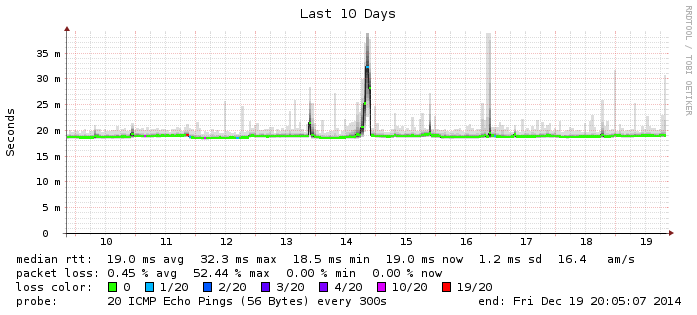 Last 10 Days
RRDTOOL / TOBI OETIKER
Seconds
35 m
30 m
25 m
20 m
15 m
10 m
5 m
0
10 11 12 13 14 15 16 17 18 19
median rtt: 19.0 ms avg 32.3 ms max 18.5 ms min 19.0 ms now 1.2 ms sd 16.4 am/s
packet loss: 0.45 % avg 52.44 % max 0.00 % min 0.00 % now
loss color: 0 1/20 2/20 3/20 4/20 10/20 19/20
probe: 20 ICMP Echo Pings (56 Bytes) every 300s end: Fri Dec 19 20:05:07 2014